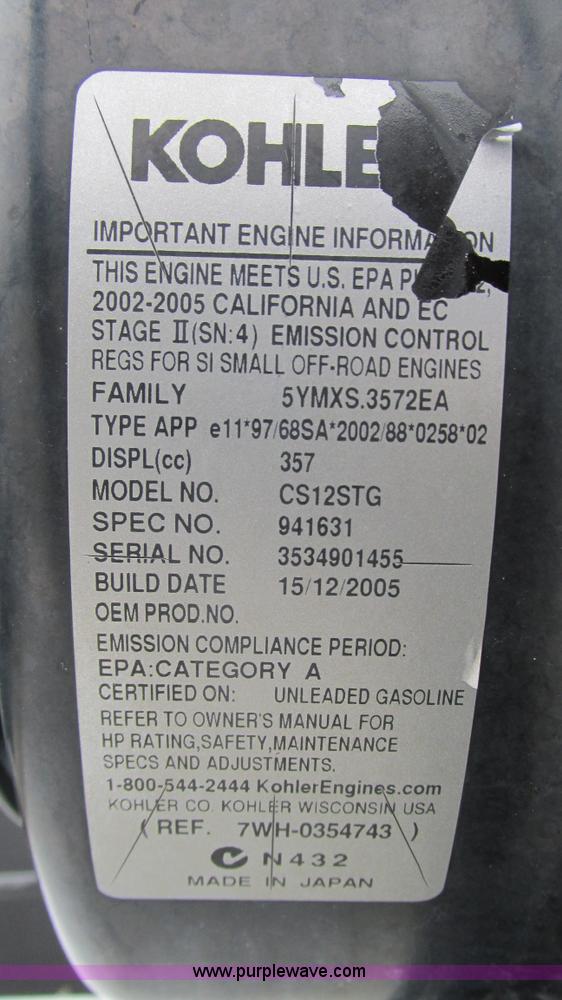 KOHLE
IMPORTANT ENGINE INFORMA ON
THIS ENGINE MEETS U.S. EPA P 2,
2002-2005 CALIFORNIA AND EC
STAGE II (SN:4) EMISSION CONTROL
REGS FOR SI SMALL OFF-ROAD ENGINES
FAMILY 5YMXS.3572EA
TYPE APP e11*97/68SA*2002/88*0258*02
DISPL(cc) 357
MODEL NO. CS12STG
SPEC NO. 941631
SERIAL NO. 3534901455
BUILD DATE 15/12/2005
OEM PROD.NO.
EMISSION COMPLIANCE PERIOD:
EPA:CATEGORY A
CERTIFIED ON: UNLEADED GASOLINE
REFER TO OWNER'S MANUAL FOR
HP RATING,SAFETY,MAINTENANCE
SPECS AND ADJUSTMENTS.
1-800-544-2444 KohlerEngines.com
KOHLER CO. KOHLER WISCONSIN USA
(REF. 7WH-0354743 )
N432
MADE IN JAPAN
www.purplewave.com